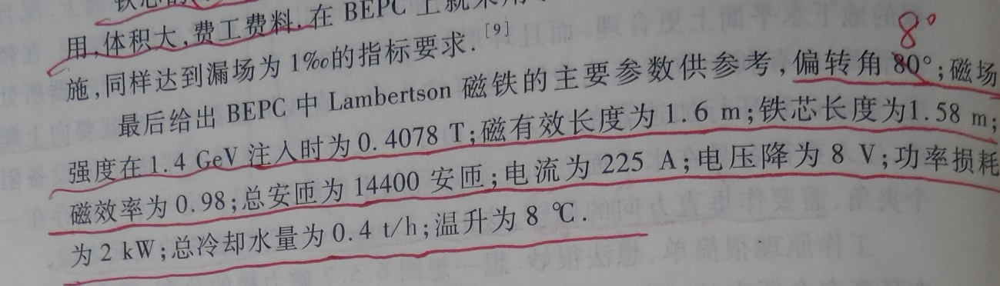 用,体积大,费工费料.在 BEPC 上就
8°
施,同样达到漏场为 1‰的指标要求.[9]
最后给出 BEPC 中 Lambertson 磁铁的主要参数供参考,偏转角 80°;磁场
强度在 1.4 GeV 注入时为 0.4078 T;磁有效长度为 1.6 m;铁芯长度为1.58 m;
磁效率为 0.98;总安匝为 14400 安匝;电流为 225 A;电压降为 8 V;功率损耗
为 2 kW;总冷却水量为 0.4 t/h;温升为 8 ℃.